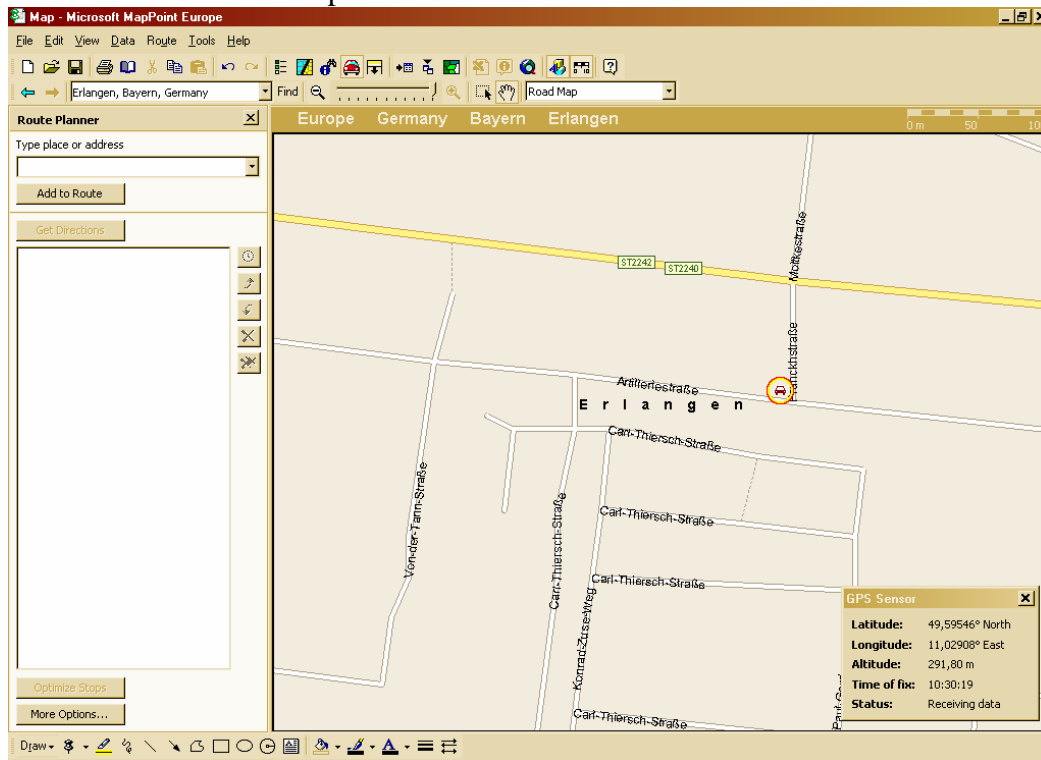 Map - Microsoft MapPoint Europe
File Edit View Data Route Tools Help
Erlangen, Bayern, Germany Find Road Map
Route Planner
Europe Germany Bayern Erlangen
0 m 50 10
Type place or address
Add to Route
Get Directions
Moltkestraße
ST2242 ST2240
Franckhstraße
Artilleriestraße
Erlangen
Carl-Thiersch-Straße
Von-der-Tann-Straße
Carl-Thiersch-Straße
Carl-Thiersch-Straße
Carl-Thiersch-Straße
Konrad-Zuse-Weg
Carl-Thiersch-Straße
GPS Sensor
Latitude: 49,59546° North
Longitude: 11,02908° East
Altitude: 291,80 m
Time of fix: 10:30:19
Status: Receiving data
Optimize Stops
More Options...
Draw